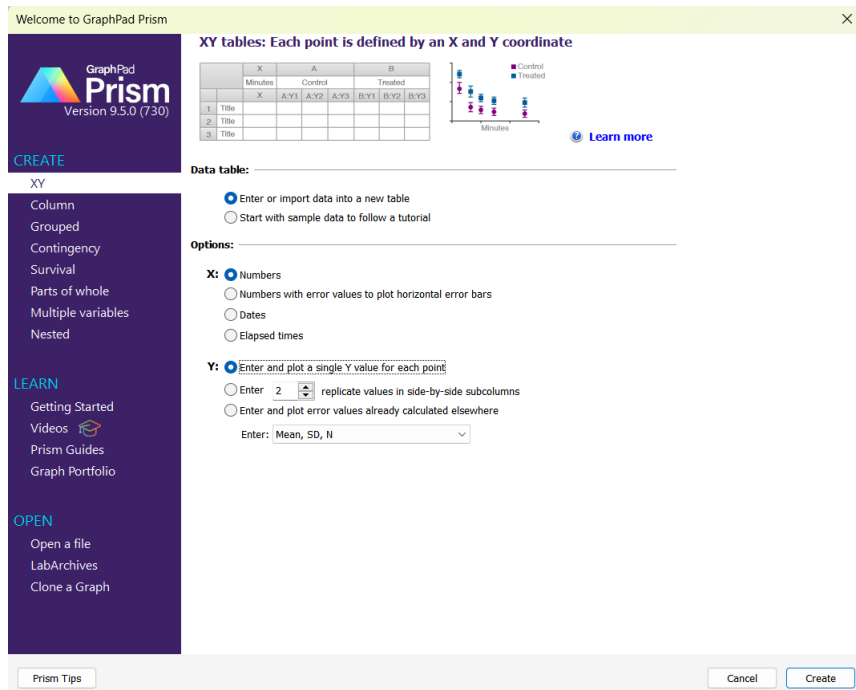 Welcome to GraphPad Prism
GraphPad
Prism
Version 9.5.0 (730)
CREATE
XY
Column
Grouped
Contingency
Survival
Parts of whole
Multiple variables
Nested
LEARN
Getting Started
Videos
Prism Guides
Graph Portfolio
OPEN
Open a file
LabArchives
Clone a Graph
XY tables: Each point is defined by an X and Y coordinate
X A B
Minutes Control Treated
X A:Y1 A:Y2 A:Y3 B:Y1 B:Y2 B:Y3
1 Title
2 Title
3 Title
Control
Treated
Minutes
Learn more
Data table:
Enter or import data into a new table
Start with sample data to follow a tutorial
Options:
X: Numbers
Numbers with error values to plot horizontal error bars
Dates
Elapsed times
Y: Enter and plot a single Y value for each point
Enter 2 replicate values in side-by-side subcolumns
Enter and plot error values already calculated elsewhere
Enter: Mean, SD, N
Prism Tips
Cancel
Create